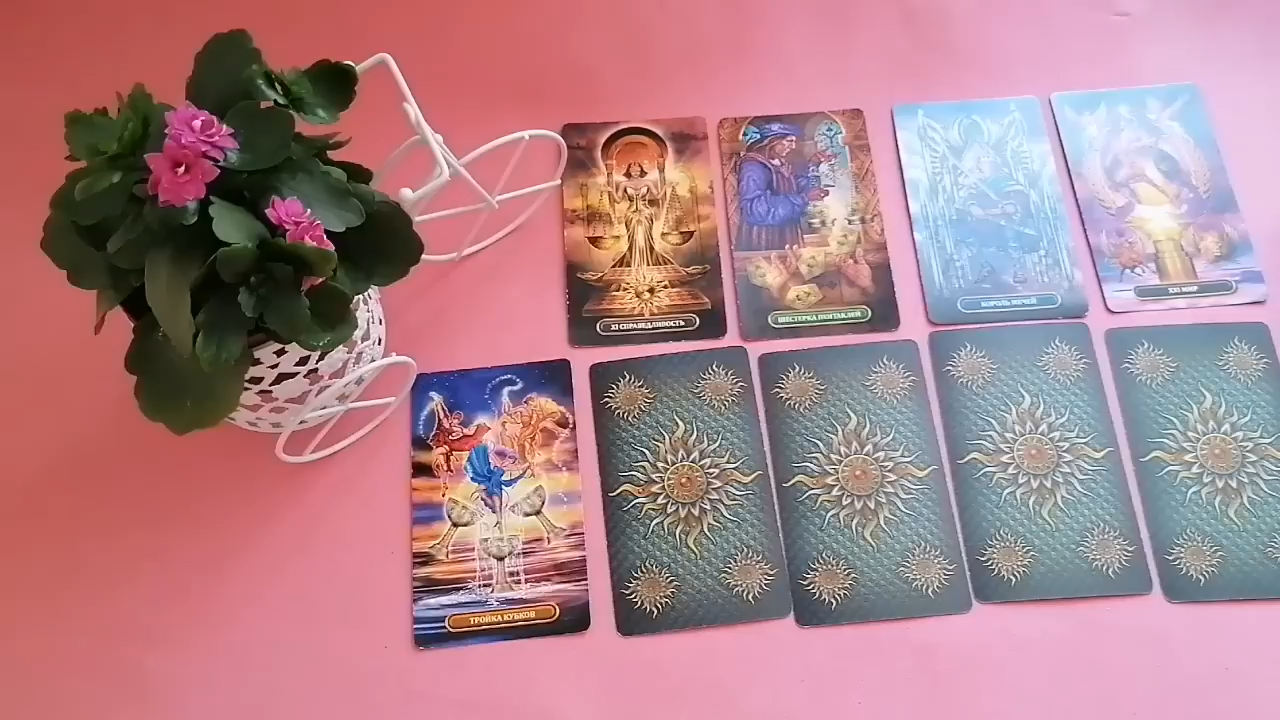 XI СПРАВЕДЛИВОСТЬ
ШЕСТЕРКА ПЕНТАКЛЕЙ
КОРОЛЬ МЕЧЕЙ
XXI МИР
ТРОЙКА КУБКОВ